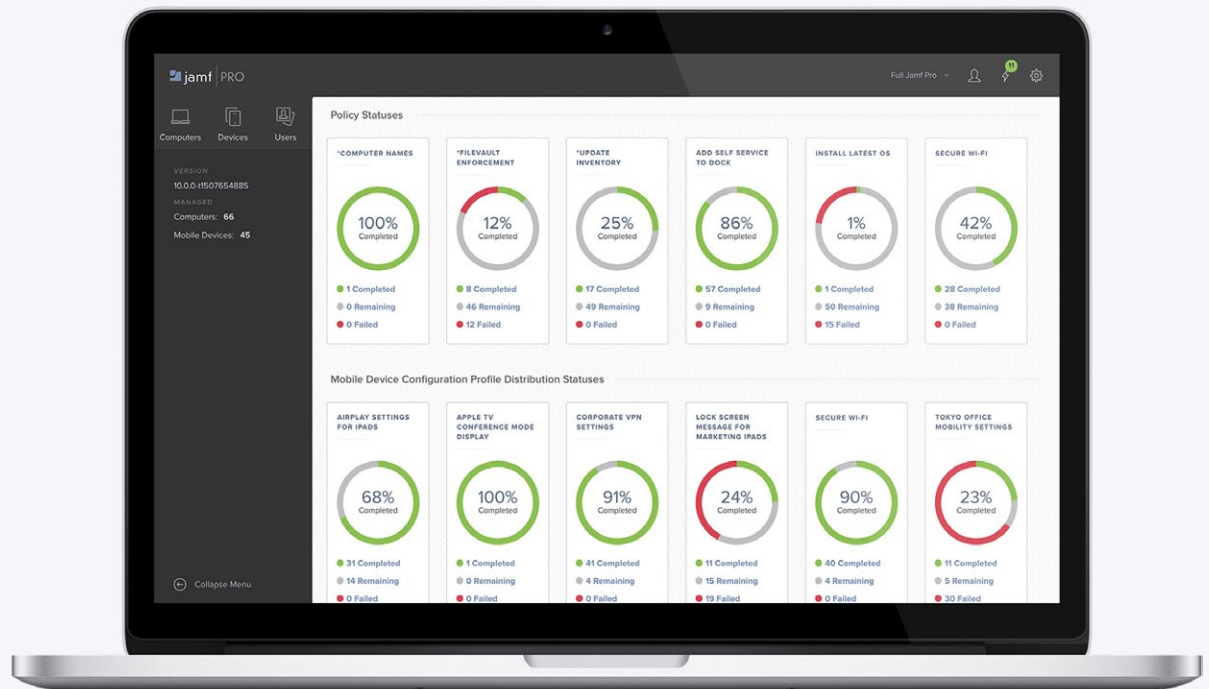 jamf PRO
Full Jamf Pro
11
Computers Devices Users
VERSION
10.0.0-t1507654885
MANAGED
Computers: 66
Mobile Devices: 45
Collapse Menu
Policy Statuses
*COMPUTER NAMES
100%
Completed
1 Completed
0 Remaining
0 Failed
*FILEVAULT
ENFORCEMENT
12%
Completed
8 Completed
46 Remaining
12 Failed
*UPDATE
INVENTORY
25%
Completed
17 Completed
49 Remaining
0 Failed
ADD SELF SERVICE
TO DOCK
86%
Completed
57 Completed
9 Remaining
0 Failed
INSTALL LATEST OS
1%
Completed
1 Completed
50 Remaining
15 Failed
SECURE WI-FI
42%
Completed
28 Completed
38 Remaining
0 Failed
Mobile Device Configuration Profile Distribution Statuses
AIRPLAY SETTINGS
FOR IPADS
68%
Completed
31 Completed
14 Remaining
0 Failed
APPLE TV
CONFERENCE MODE
DISPLAY
100%
Completed
1 Completed
0 Remaining
0 Failed
CORPORATE VPN
SETTINGS
91%
Completed
41 Completed
4 Remaining
0 Failed
LOCK SCREEN
MESSAGE FOR
MARKETING IPADS
24%
Completed
11 Completed
15 Remaining
19 Failed
SECURE WI-FI
90%
Completed
40 Completed
4 Remaining
0 Failed
TOKYO OFFICE
MOBILITY SETTINGS
23%
Completed
11 Completed
5 Remaining
30 Failed